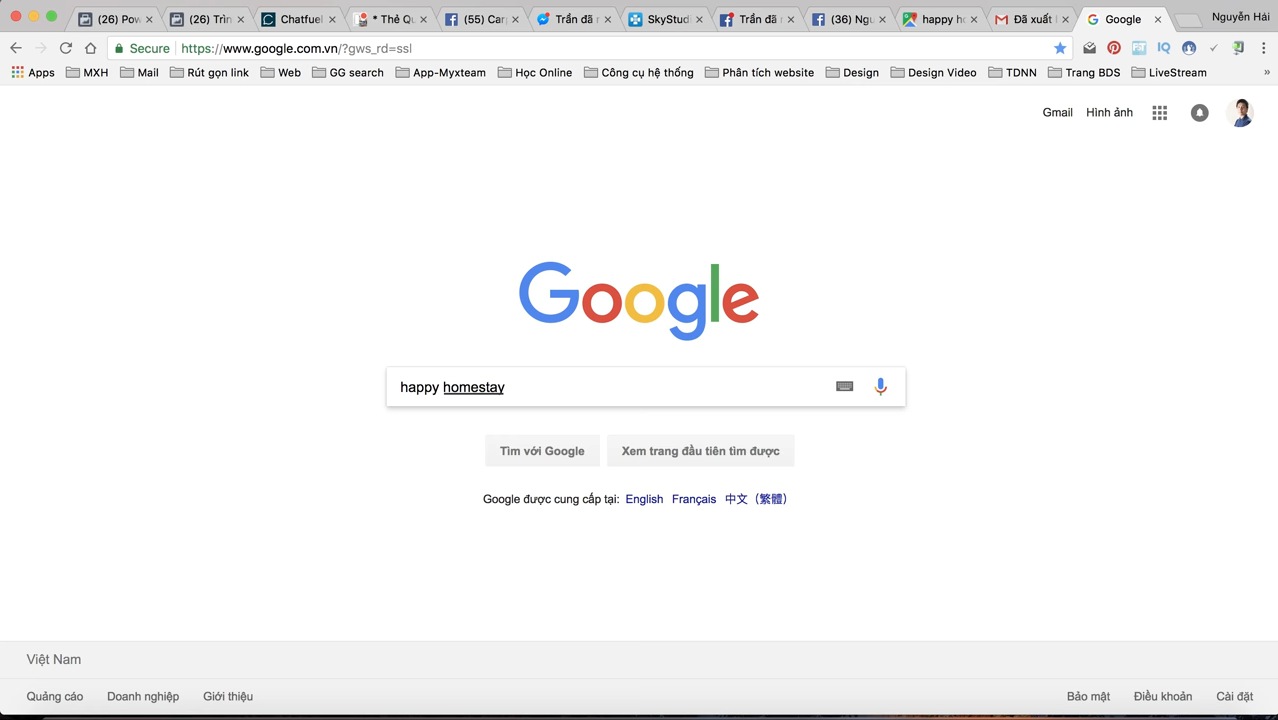 (26) Pow
(26) Trìn
Chatfuel
* Thẻ Qu
(55) Car
Trần đã r
SkyStud
Trần đã r
(36) Ngu
happy ho
Đã xuất l
Google
Nguyễn Hải
Secure https://www.google.com.vn/?gws_rd=ssl
Apps MXH Mail Rút gọn link Web GG search App-Myxteam Học Online Công cụ hệ thống Phân tích website Design Design Video TDNN Trang BDS LiveStream »
Gmail Hình ảnh
Google
happy homestay
Tìm với Google Xem trang đầu tiên tìm được
Google được cung cấp tại: English Français 中文（繁體）
Việt Nam
Quảng cáo Doanh nghiệp Giới thiệu Bảo mật Điều khoản Cài đặt